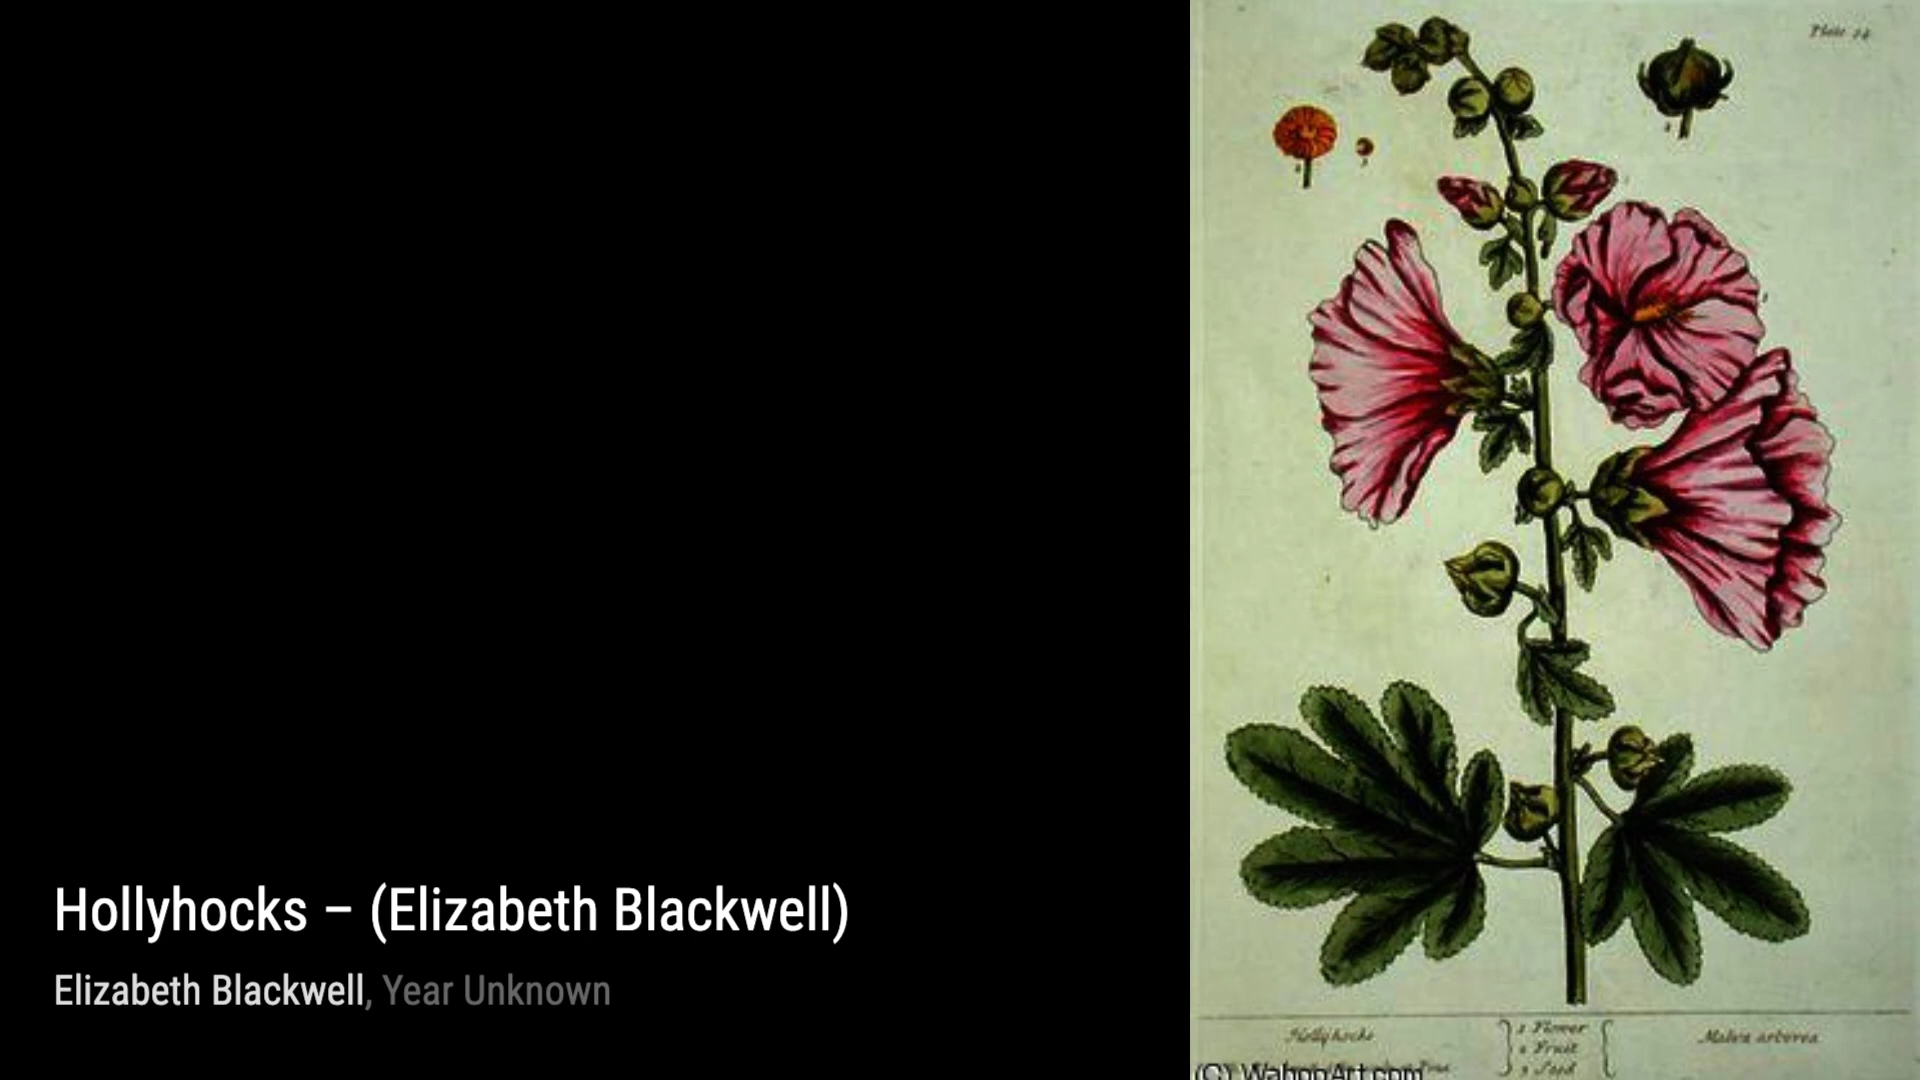 Plate 54
Hollyhocks – (Elizabeth Blackwell)
Elizabeth Blackwell, Year Unknown
Hollyhocks
1 Flower
2 Fruit
3 Seed
Malva arborea
(C) WahooArt.com